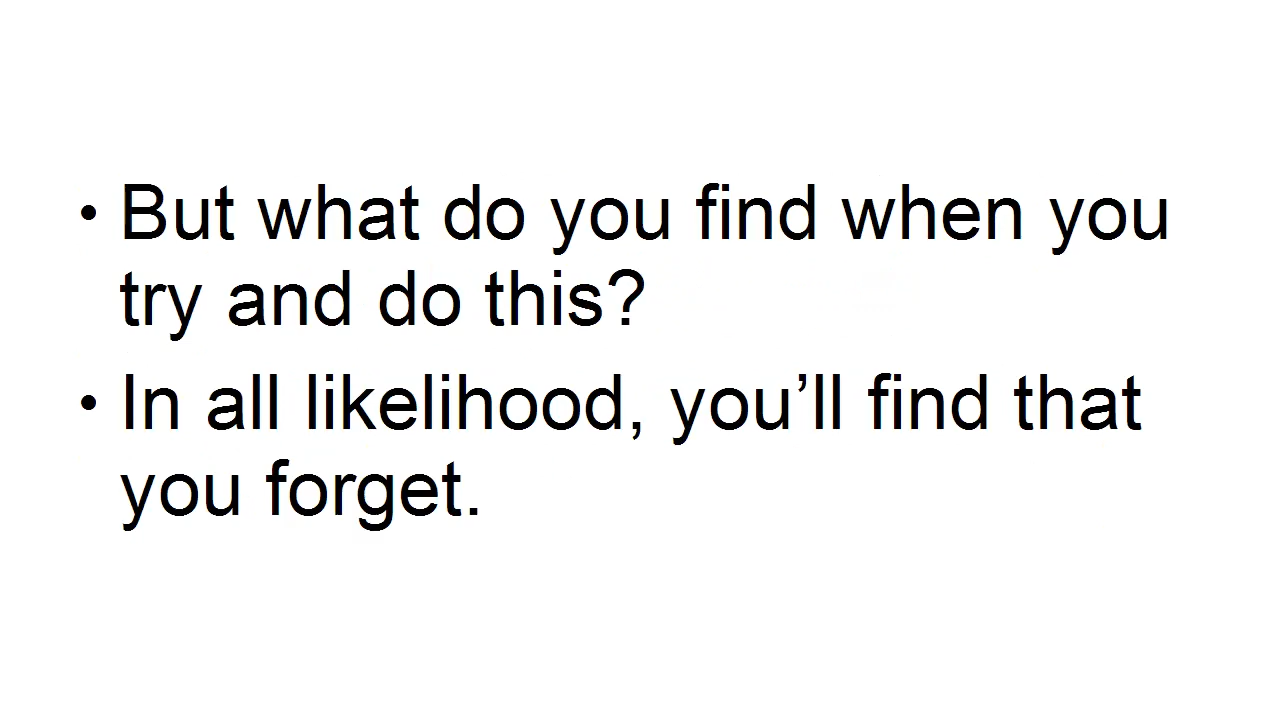 • But what do you find when you
try and do this?
• In all likelihood, you’ll find that
you forget.